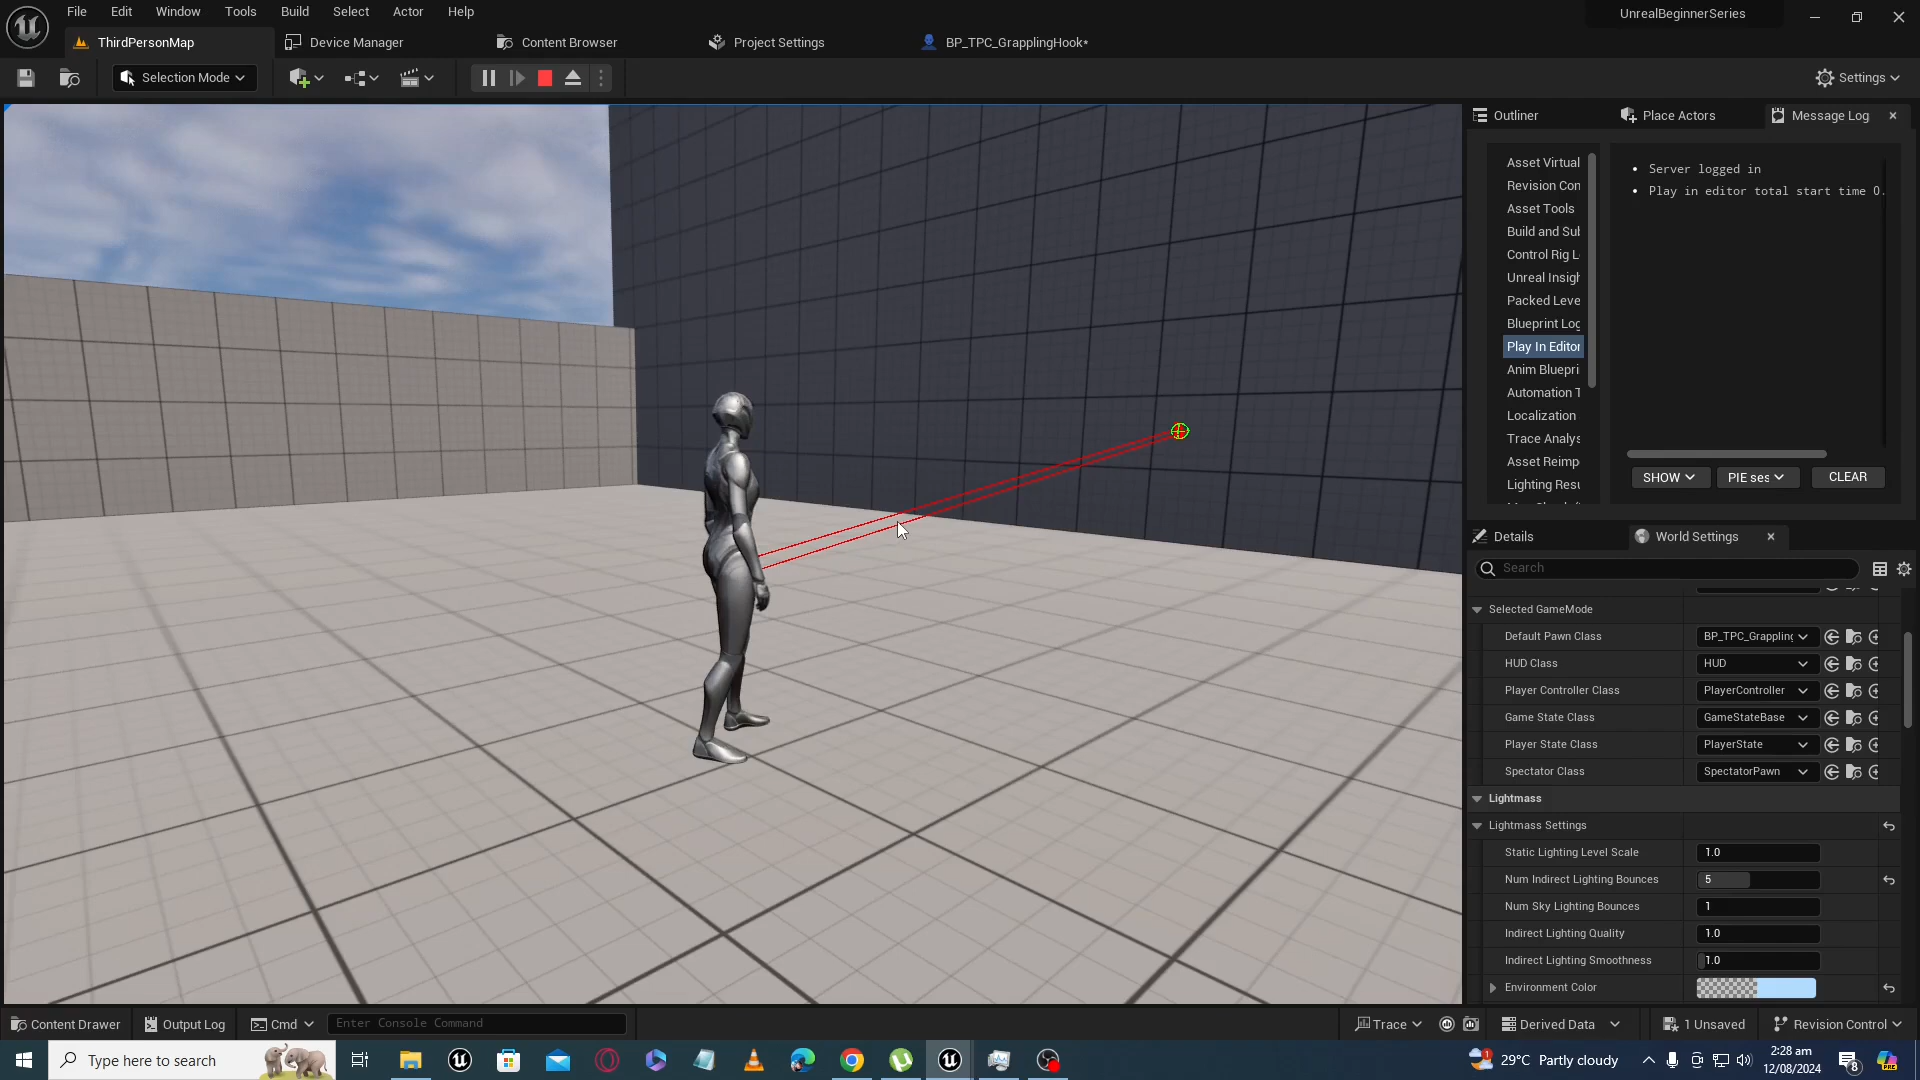 File Edit Window Tools Build Select Actor Help
UnrealBeginnerSeries
ThirdPersonMap
Device Manager
Content Browser
Project Settings
BP_TPC_GrapplingHook*
Selection Mode
Settings
Outliner
Place Actors
Message Log
Asset Virtual
Revision Con
Asset Tools
Build and Sub
Control Rig L
Unreal Insigh
Packed Leve
Blueprint Log
Play In Editor
Anim Bluepri
Automation T
Localization
Trace Analys
Asset Reimp
Lighting Resu
Server logged in
Play in editor total start time 0.
SHOW
PIE ses
CLEAR
Details
World Settings
Search
Selected GameMode
Default Pawn Class BP_TPC_Grappling
HUD Class HUD
Player Controller Class PlayerController
Game State Class GameStateBase
Player State Class PlayerState
Spectator Class SpectatorPawn
Lightmass
Lightmass Settings
Static Lighting Level Scale 1.0
Num Indirect Lighting Bounces 5
Num Sky Lighting Bounces 1
Indirect Lighting Quality 1.0
Indirect Lighting Smoothness 1.0
Environment Color
Content Drawer
Output Log
Cmd
Enter Console Command
Trace
Derived Data
1 Unsaved
Revision Control
Type here to search
1
29°C Partly cloudy
2:28 am
12/08/2024
8
PRE